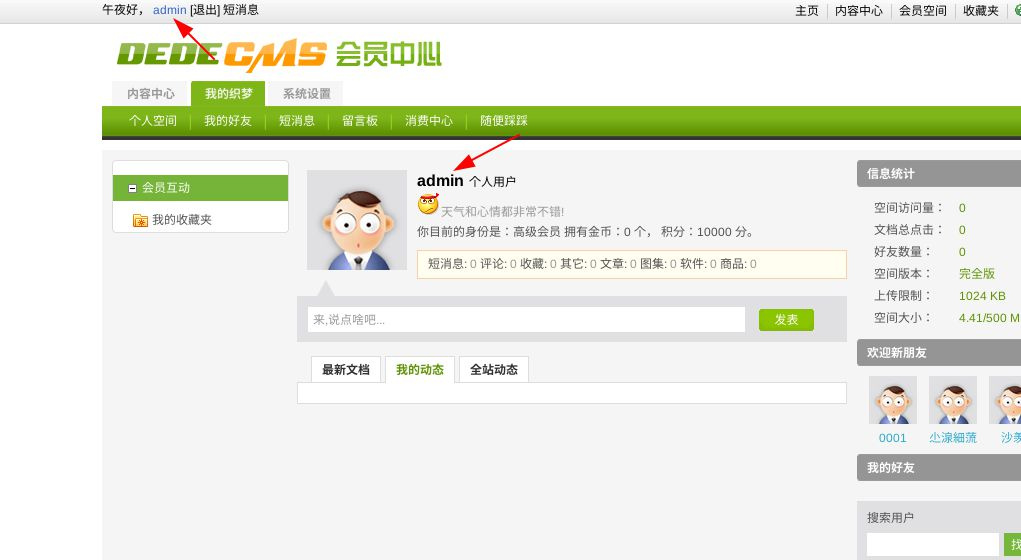 午夜好， admin [退出] 短消息
主页 内容中心 会员空间 收藏夹
DEDECMS 会员中心
内容中心 我的织梦 系统设置
个人空间 我的好友 短消息 留言板 消费中心 随便踩踩
会员互动
我的收藏夹
admin 个人用户
天气和心情都非常不错!
你目前的身份是：高级会员 拥有金币：0 个， 积分：10000 分。
短消息: 0 评论: 0 收藏: 0 其它: 0 文章: 0 图集: 0 软件: 0 商品: 0
来,说点啥吧...
发表
最新文档 我的动态 全站动态
信息统计
空间访问量： 0
文档总点击： 0
好友数量： 0
空间版本： 完全版
上传限制： 1024 KB
空间大小： 4.41/500 M
欢迎新朋友
0001
我的好友
搜索用户
找